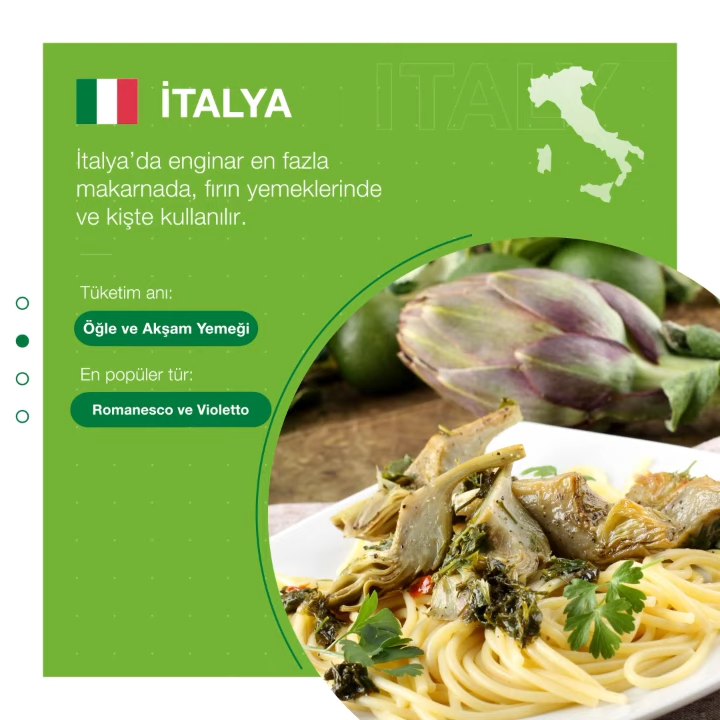 ITALY
İTALYA
İtalya'da enginar en fazla
makarnada, fırın yemeklerinde
ve kişte kullanılır.
Tüketim anı:
Öğle ve Akşam Yemeği
En popüler tür:
Romanesco ve Violetto